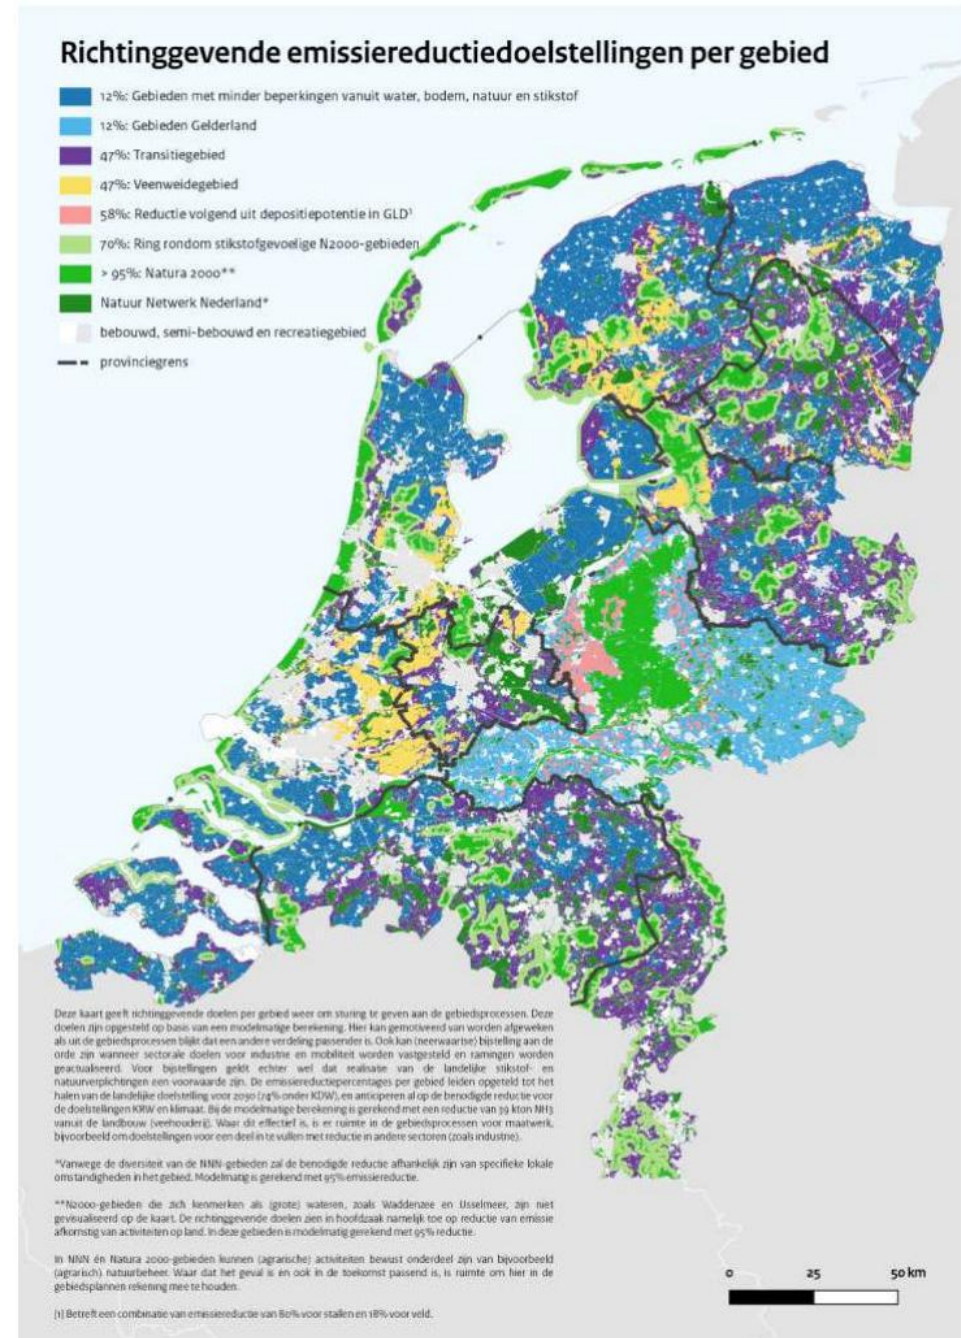 Richtinggevende emissiereductiedoelstellingen per gebied
12%: Gebieden met minder beperkingen vanuit water, bodem, natuur en stikstof
12%: Gebieden Gelderland
47%: Transitiegebied
47%: Veenweidegebied
58%: Reductie volgend uit depositiepotentie in GLD¹
70%: Ring rondom stikstofgevoelige N2000-gebieden
> 95%: Natura 2000**
Natuur Netwerk Nederland*
bebouwd, semi-bebouwd en recreatiegebied
provinciegrens
Deze kaart geeft richtinggevende doelen per gebied weer om sturing te geven aan de gebiedsprocessen. Deze
doelen zijn opgesteld op basis van een modelmatige berekening. Hier kan gemotiveerd van worden afgeweken
als uit de gebiedsprocessen blijkt dat een andere verdeling passender is. Ook kan (neerwaartse) bijstelling aan de
orde zijn wanneer sectorale doelen voor industrie en mobiliteit worden vastgesteld en ramingen worden
geactualiseerd. Voor bijstellingen geldt echter wel dat realisatie van de landelijke stikstof- en
natuurverplichtingen een voorwaarde zijn. De emissiereductiepercentages per gebied leiden opgeteld tot het
halen van de landelijke doelstelling voor 2030 (74% onder KDW), en anticiperen al op de benodigde reductie voor
de doelstellingen KRW en klimaat. Bij de modelmatige berekening is gerekend met een reductie van 39 kton NH3
vanuit de landbouw (veehouderij). Waar dit effectief is, is er ruimte in de gebiedsprocessen voor maatwerk,
bijvoorbeeld om doelstellingen voor een deel in te vullen met reductie in andere sectoren (zoals industrie).
*Vanwege de diversiteit van de NNN-gebieden zal de benodigde reductie afhankelijk zijn van specifieke lokale
omstandigheden in het gebied. Modelmatig is gerekend met 95% emissiereductie.
**N2000-gebieden die zich kenmerken als (grote) wateren, zoals Waddenzee en IJsselmeer, zijn niet
gevisualiseerd op de kaart. De richtinggevende doelen zien in hoofdzaak namelijk toe op reductie van emissie
afkomstig van activiteiten op land. In deze gebieden is modelmatig gerekend met 95% reductie.
In NNN én Natura 2000-gebieden kunnen (agrarische) activiteiten bewust onderdeel zijn van bijvoorbeeld
(agrarisch) natuurbeheer. Waar dat het geval is en ook in de toekomst passend is, is ruimte om hier in de
gebiedsplannen rekening mee te houden.
[1] Betreft een combinatie van emissiereductie van 80% voor stallen en 18% voor veld.
0 25 50 km